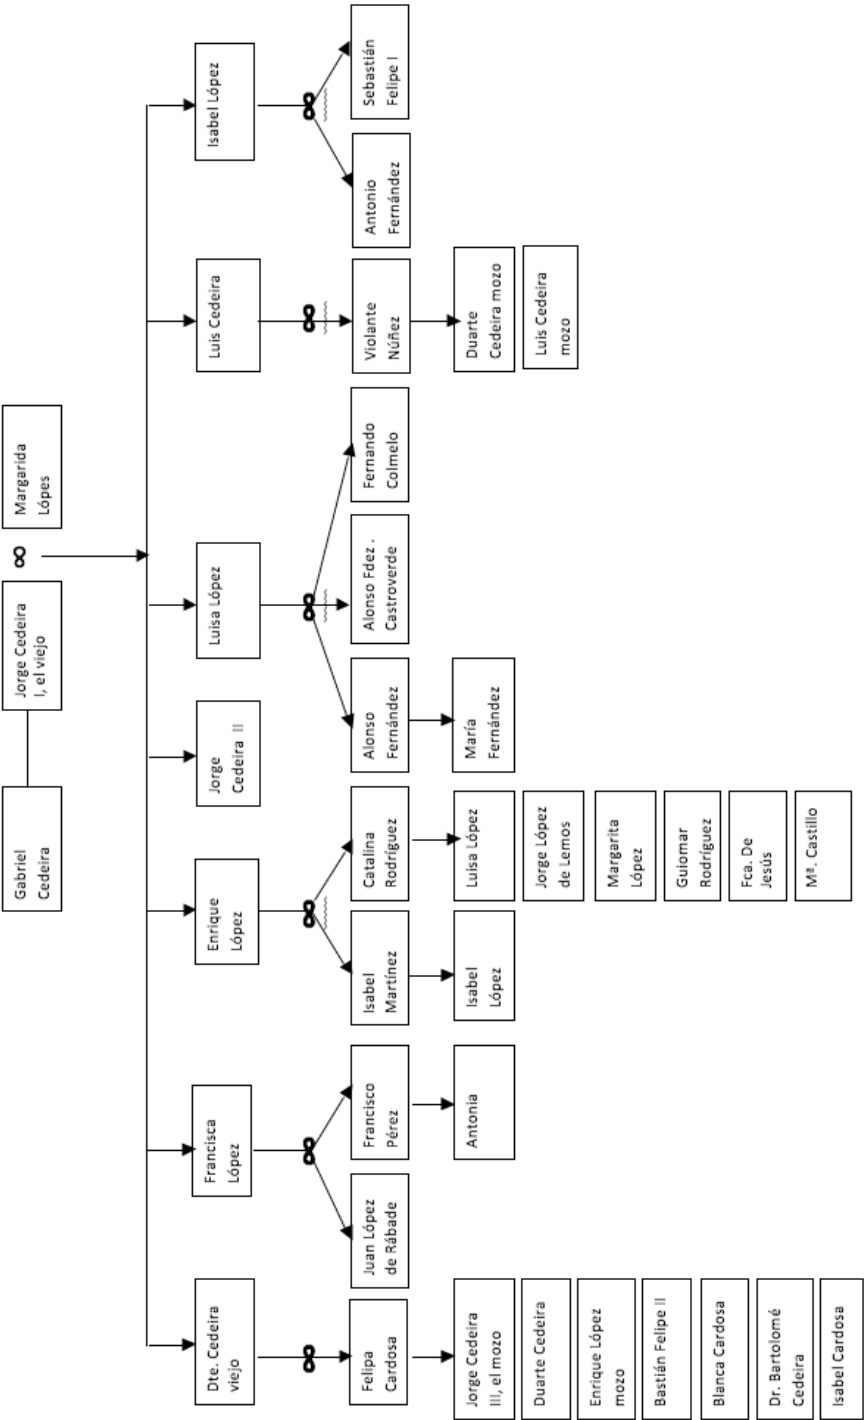 Gabriel
Cedeira
Jorge Cedeira
I, el viejo
∞
Margarida
Lópes
Dte. Cedeira
viejo
Francisca
López
Enrique
López
Jorge
Cedeira II
Luisa López
Luis Cedeira
Isabel López
∞
∞
∞
∞
∞
∞
Felipa
Cardosa
Juan López
de Rábade
Francisco
Pérez
Isabel
Martínez
Catalina
Rodríguez
Alonso
Fernández
Alonso Fdez .
Castroverde
Fernando
Colmelo
Violante
Núñez
Antonio
Fernández
Sebastián
Felipe I
Jorge Cedeira
III, el mozo
Duarte Cedeira
Enrique López
mozo
Bastián Felipe II
Blanca Cardosa
Dr. Bartolomé
Cedeira
Isabel Cardosa
Antonia
Isabel
López
Luisa López
Jorge López
de Lemos
Margarita
López
Guiomar
Rodríguez
Fca. De
Jesús
Mª. Castillo
María
Fernández
Duarte
Cedeira mozo
Luis Cedeira
mozo